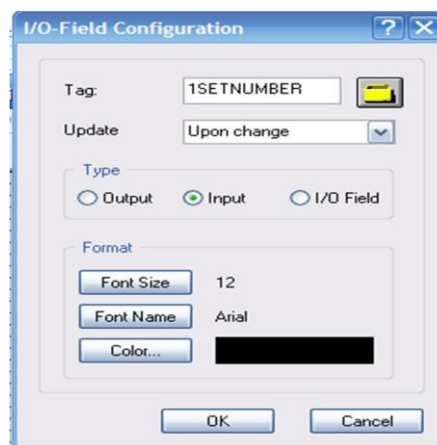 I/O-Field Configuration
Tag: 1SETNUMBER
Update Upon change
Type
Output Input I/O Field
Format
Font Size 12
Font Name Arial
Color...
OK Cancel